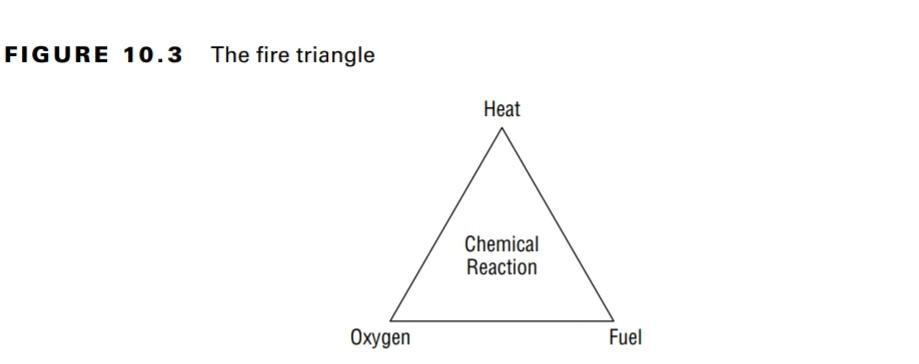 FIGURE 10.3 The fire triangle
Heat
Chemical
Reaction
Oxygen
Fuel